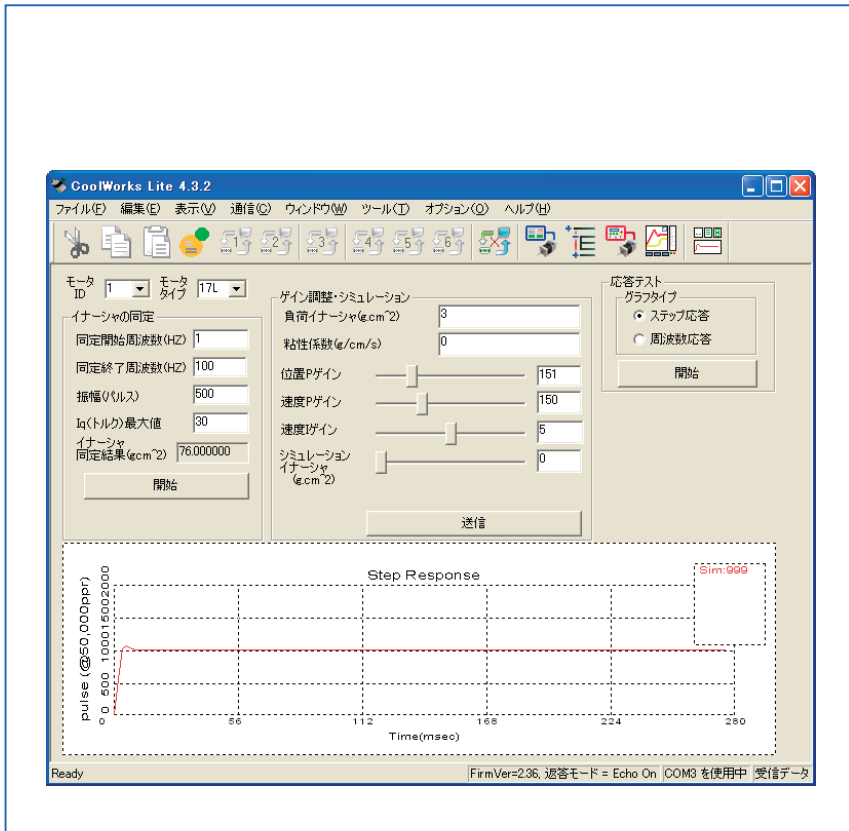 CoolWorks Lite 4.3.2
ファイル(F) 編集(E) 表示(V) 通信(C) ウィンドウ(W) ツール(T) オプション(O) ヘルプ(H)
1 2 3 4 5 6
モータ
ID
1
モータ
タイプ
17L
イナーシャの同定
同定開始周波数(HZ) 1
同定終了周波数(HZ) 100
振幅(パルス) 500
Iq(トルク)最大値 30
イナーシャ
同定結果(gcm^2) 76.000000
開始
ゲイン調整・シミュレーション
負荷イナーシャ(g.cm^2) 3
粘性係数(g/cm/s) 0
位置Pゲイン 151
速度Pゲイン 150
速度Iゲイン 5
シミュレーション
イナーシャ
(g.cm^2)
0
送信
応答テスト
グラフタイプ
ステップ応答
周波数応答
開始
Step Response
Sim:999
pulse (@50,000ppr)
0 500 1000 1500 2000
0 56 112 168 224 280
Time(msec)
Ready
FirmVer=2.36, 返答モード = Echo On COM3 を使用中 受信データ